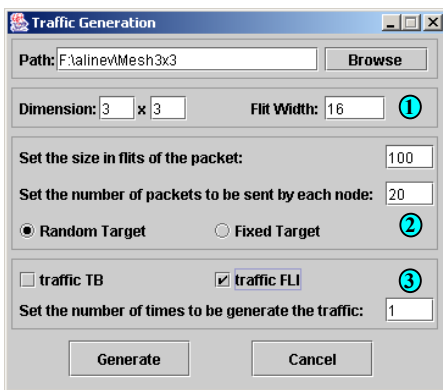 Traffic Generation
Path: F:\alinev\Mesh3x3 Browse
Dimension: 3 x 3 Flit Width: 16 1
Set the size in flits of the packet: 100
Set the number of packets to be sent by each node: 20
Random Target Fixed Target 2
traffic TB traffic FLI 3
Set the number of times to be generate the traffic: 1
Generate Cancel